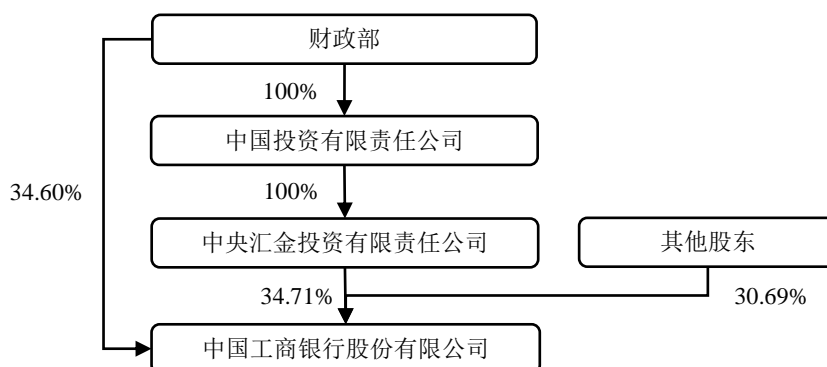 财政部
100%
中国投资有限责任公司
34.60%
100%
中央汇金投资有限责任公司
其他股东
34.71%
30.69%
中国工商银行股份有限公司